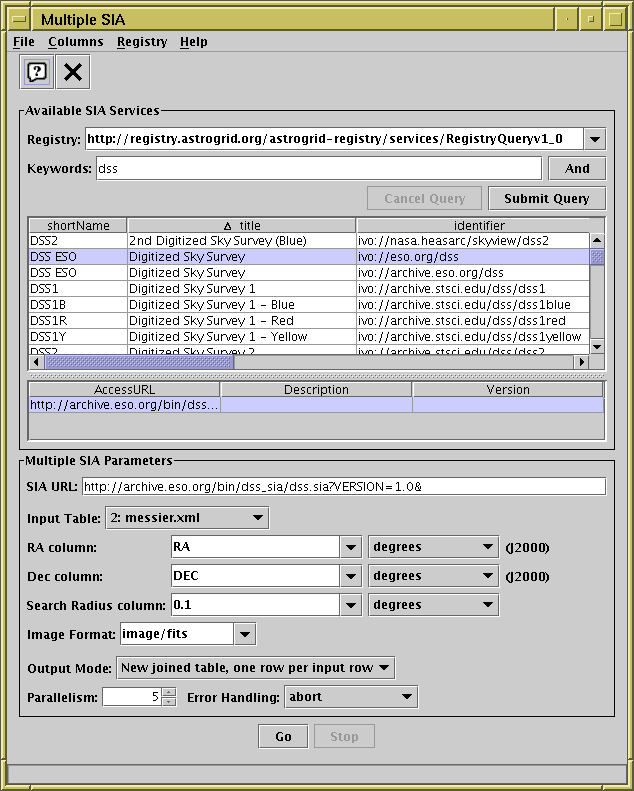 Multiple SIA
File Columns Registry Help
Available SIA Services
Registry: http://registry.astrogrid.org/astrogrid-registry/services/RegistryQueryv1_0
Keywords: dss And
Cancel Query Submit Query
shortName △ title identifier
DSS2 2nd Digitized Sky Survey (Blue) ivo://nasa.heasarc/skyview/dss2
DSS ESO Digitized Sky Survey ivo://eso.org/dss
DSS ESO Digitized Sky Survey ivo://archive.eso.org/dss
DSS1 Digitized Sky Survey 1 ivo://archive.stsci.edu/dss/dss1
DSS1B Digitized Sky Survey 1 - Blue ivo://archive.stsci.edu/dss/dss1blue
DSS1R Digitized Sky Survey 1 - Red ivo://archive.stsci.edu/dss/dss1red
DSS1Y Digitized Sky Survey 1 - Yellow ivo://archive.stsci.edu/dss/dss1yellow
DSS2 Digitized Sky Survey 2 ivo://archive.stsci.edu/dss/dss2
AccessURL Description Version
http://archive.eso.org/bin/dss...
Multiple SIA Parameters
SIA URL: http://archive.eso.org/bin/dss_sia/dss.sia?VERSION=1.0&
Input Table: 2: messier.xml
RA column: RA degrees (J2000)
Dec column: DEC degrees (J2000)
Search Radius column: 0.1 degrees
Image Format: image/fits
Output Mode: New joined table, one row per input row
Parallelism: 5 Error Handling: abort
Go Stop